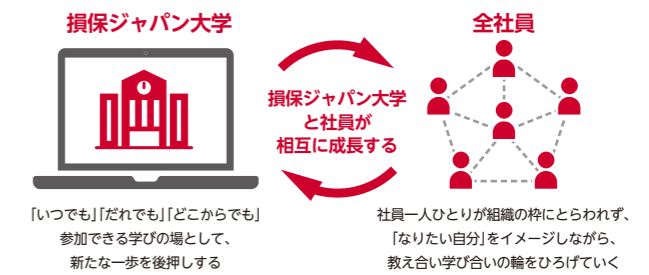 損保ジャパン大学
「いつでも」「だれでも」「どこからでも」
参加できる学びの場として、
新たな一歩を後押しする
損保ジャパン大学
と社員が
相互に成長する
全社員
社員一人ひとりが組織の枠にとらわれず、
「なりたい自分」をイメージしながら、
教え合い学び合いの輪をひろげていく